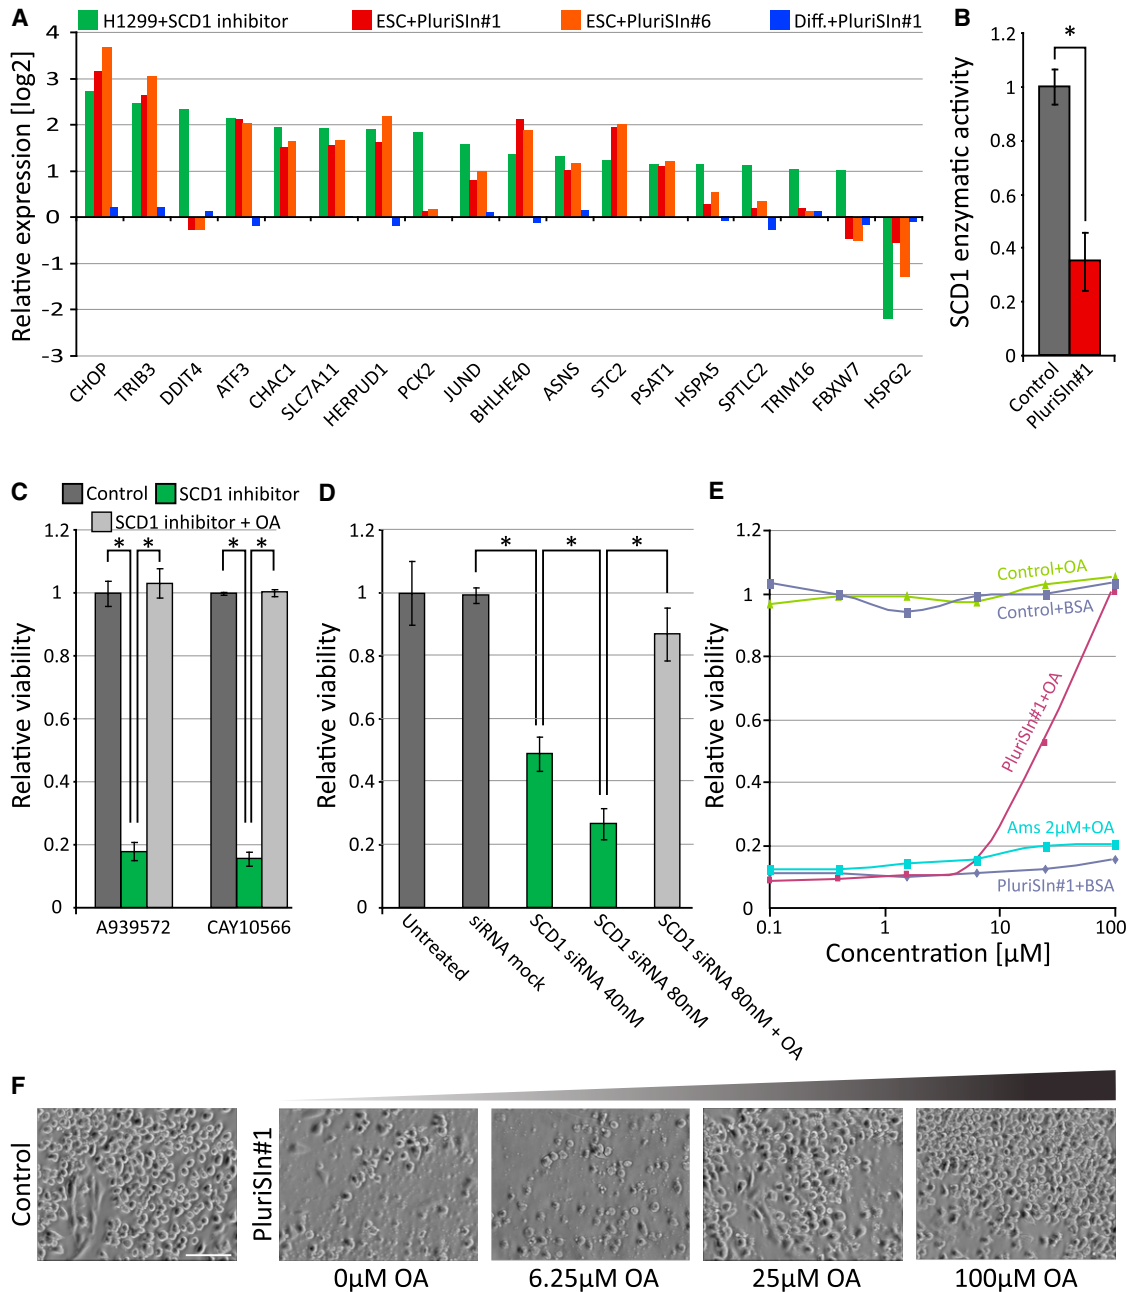 A
H1299+SCD1 inhibitor
ESC+PluriSIn#1
ESC+PluriSIn#6
Diff.+PluriSIn#1
Relative expression [log2]
4
3
2
1
0
-1
-2
-3
CHOP
TRIB3
DDIT4
ATF3
CHAC1
SLC7A11
HERPUD1
PCK2
JUND
BHLHE40
ASNS
STC2
PSAT1
HSPA5
SPTLC2
TRIM16
FBXW7
HSPG2
B
SCD1 enzymatic activity
1.2
1
0.8
0.6
0.4
0.2
0
*
Control
PluriSIn#1
C
Control
SCD1 inhibitor
SCD1 inhibitor + OA
Relative viability
1.2
1
0.8
0.6
0.4
0.2
0
* *
* *
A939572
CAY10566
D
Relative viability
1.2
1
0.8
0.6
0.4
0.2
0
* * *
Untreated
siRNA mock
SCD1 siRNA 40nM
SCD1 siRNA 80nM
SCD1 siRNA 80nM + OA
E
Relative viability
1.2
1
0.8
0.6
0.4
0.2
0
Control+OA
Control+BSA
PluriSIn#1+OA
Ams 2µM+OA
PluriSIn#1+BSA
0.1
1
10
100
Concentration [µM]
F
Control
PluriSIn#1
0µM OA
6.25µM OA
25µM OA
100µM OA